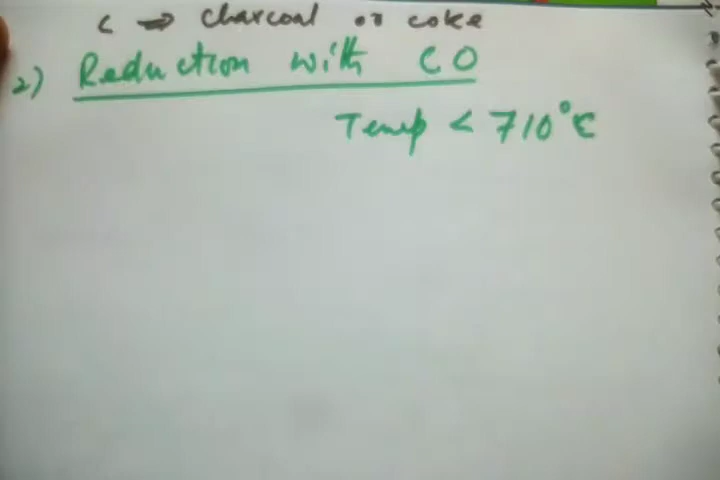 C ⇒ charcoal or coke
2) Reduction with CO
Temp < 710°C